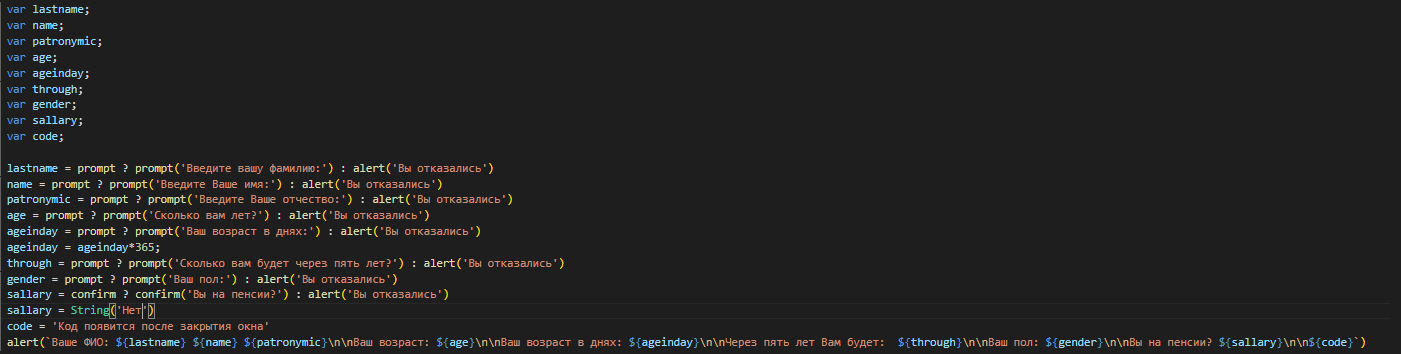 var lastname;
var name;
var patronymic;
var age;
var ageinday;
var through;
var gender;
var sallary;
var code;
lastname = prompt ? prompt('Введите вашу фамилию:') : alert('Вы отказались')
name = prompt ? prompt('Введите Ваше имя:') : alert('Вы отказались')
patronymic = prompt ? prompt('Введите Ваше отчество:') : alert('Вы отказались')
age = prompt ? prompt('Сколько вам лет?') : alert('Вы отказались')
ageinday = prompt ? prompt('Ваш возраст в днях:') : alert('Вы отказались')
ageinday = ageinday*365;
through = prompt ? prompt('Сколько вам будет через пять лет?') : alert('Вы отказались')
gender = prompt ? prompt('Ваш пол:') : alert('Вы отказались')
sallary = confirm ? confirm('Вы на пенсии?') : alert('Вы отказались')
sallary = String('Нет')
code = 'Код появится после закрытия окна'
alert(`Ваше ФИО: ${lastname} ${name} ${patronymic}\n\nВаш возраст: ${age}\n\nВаш возраст в днях: ${ageinday}\n\nЧерез пять лет Вам будет:  ${through}\n\nВаш пол: ${gender}\n\nВы на пенсии? ${sallary}\n\n${code}`)